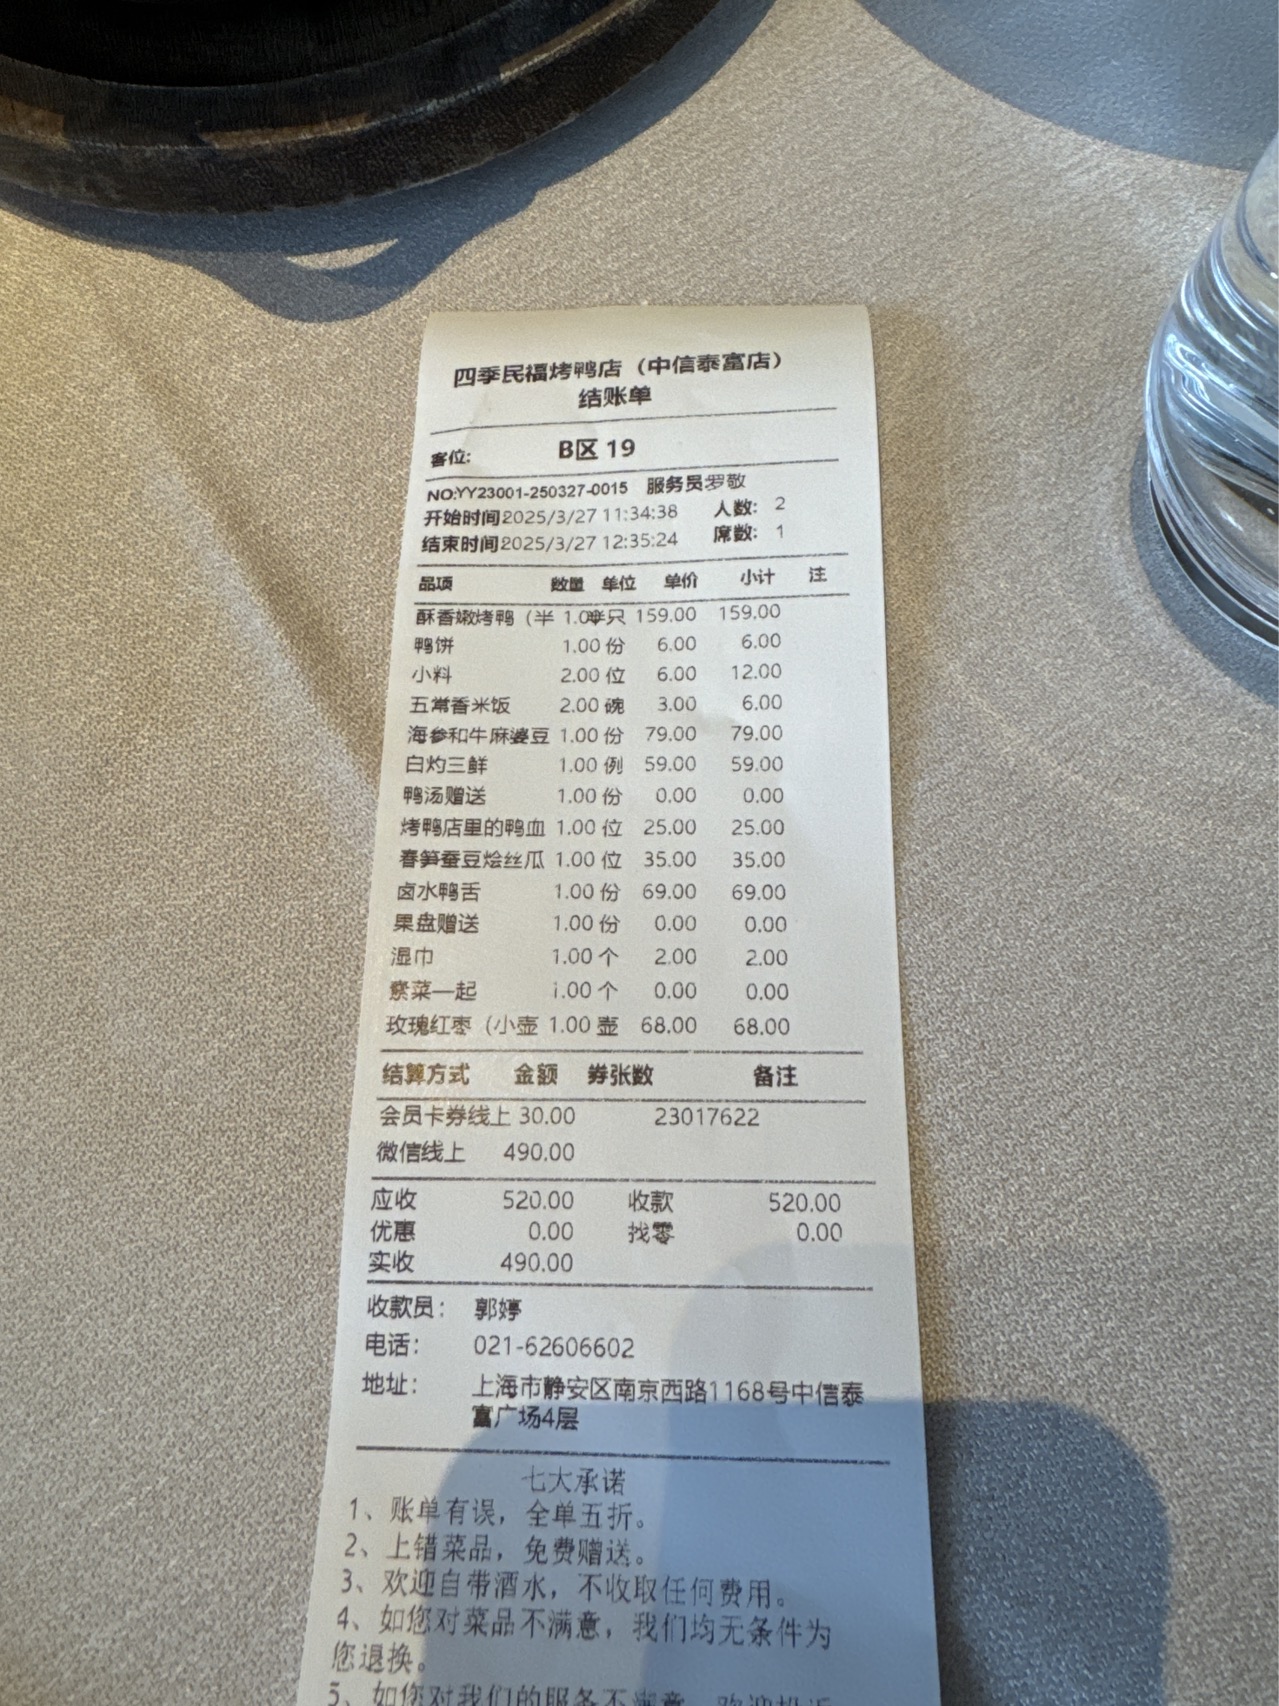 四季民福烤鸭店（中信泰富店）
结账单
客位: B区 19
NO:YY23001-250327-0015 服务员:罗敬
开始时间2025/3/27 11:34:38 人数: 2
结束时间2025/3/27 12:35:24 席数: 1
品项 数量 单位 单价 小计 注
酥香嫩烤鸭（半 1.00半只 159.00 159.00
鸭饼 1.00 份 6.00 6.00
小料 2.00 位 6.00 12.00
五常香米饭 2.00 碗 3.00 6.00
海参和牛麻婆豆 1.00 份 79.00 79.00
白灼三鲜 1.00 例 59.00 59.00
鸭汤赠送 1.00 份 0.00 0.00
烤鸭店里的鸭血 1.00 位 25.00 25.00
春笋蚕豆烩丝瓜 1.00 位 35.00 35.00
卤水鸭舌 1.00 份 69.00 69.00
果盘赠送 1.00 份 0.00 0.00
湿巾 1.00 个 2.00 2.00
素菜一起 1.00 个 0.00 0.00
玫瑰红枣（小壶 1.00 壶 68.00 68.00
结算方式 金额 券张数 备注
会员卡券线上 30.00 23017622
微信线上 490.00
应收 520.00 收款 520.00
优惠 0.00 找零 0.00
实收 490.00
收款员： 郭婷
电话： 021-62606602
地址： 上海市静安区南京西路1168号中信泰
富广场4层
七大承诺
1、账单有误，全单五折。
2、上错菜品，免费赠送。
3、欢迎自带酒水，不收取任何费用。
4、如您对菜品不满意，我们均无条件为
您退换。
5、如您对我们的服务不满意，欢迎投诉